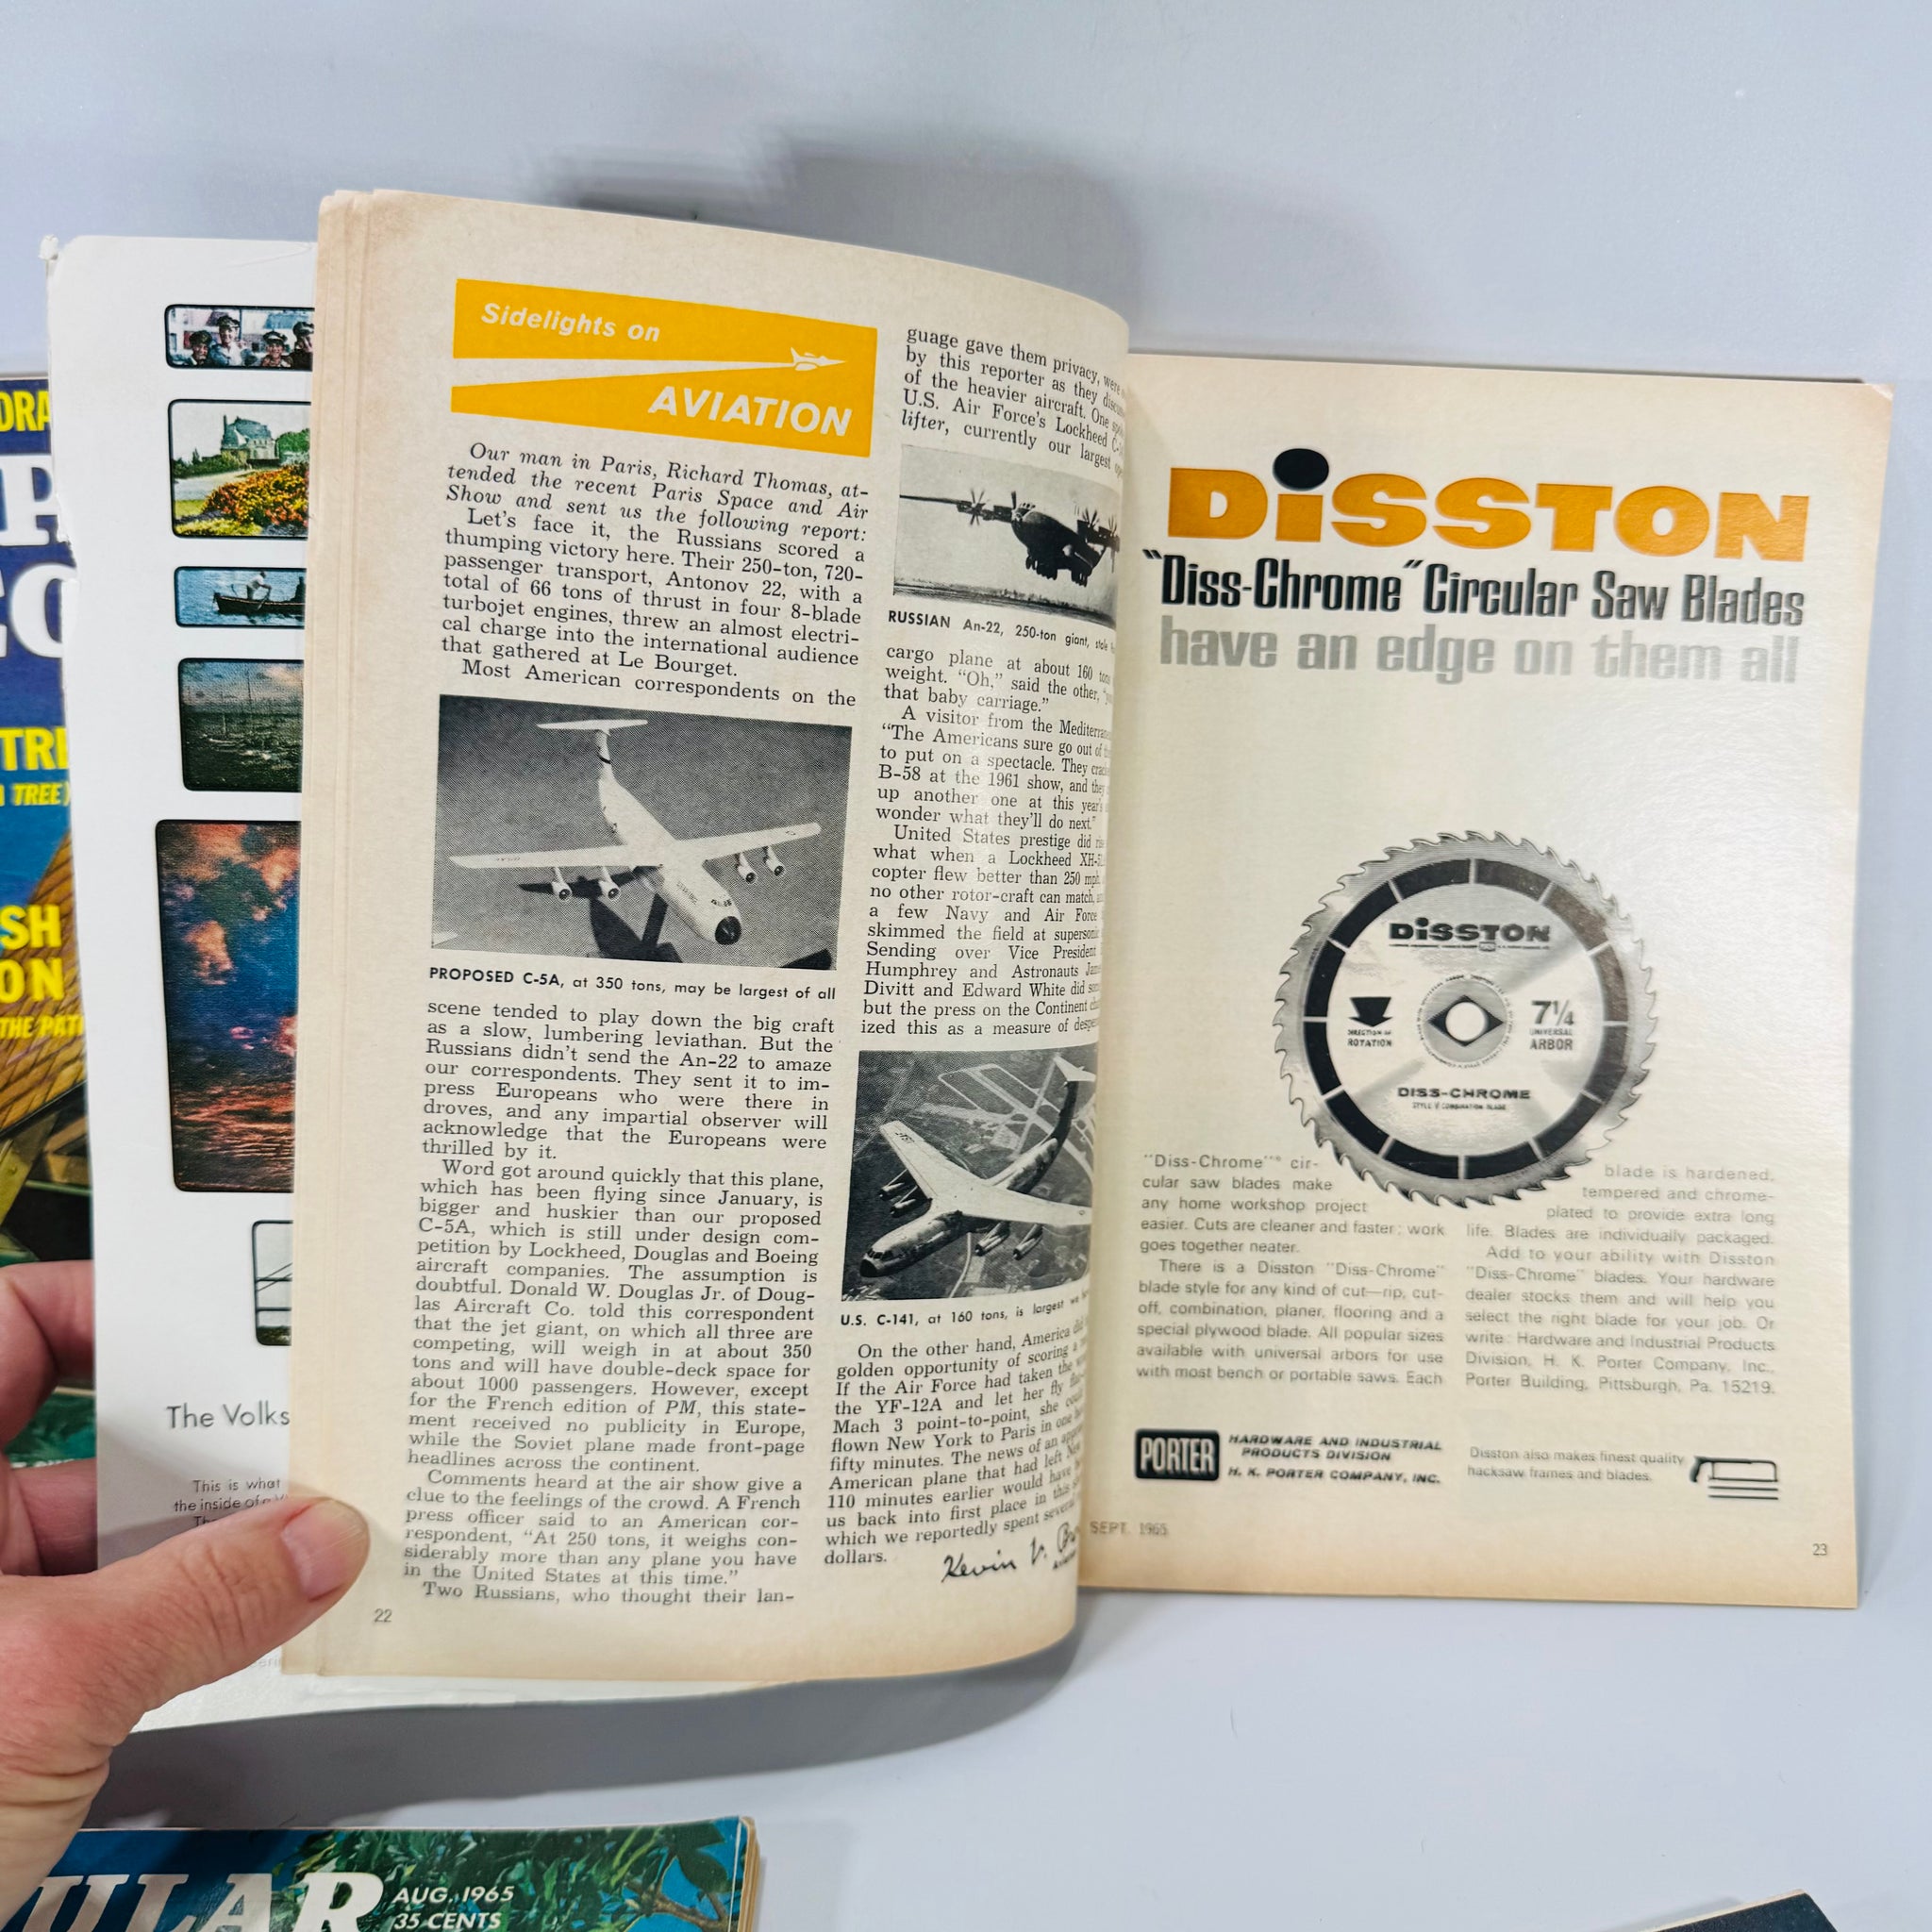 DRA
TRE
TREE)
SH
ON
THE PAT
The Volks
This is what
the inside of a
Sidelights on
AVIATION
Our man in Paris, Richard Thomas, at-
tended the recent Paris Space and Air
Show and sent us the following report:
Let's face it, the Russians scored a
thumping victory here. Their 250-ton, 720-
passenger transport, Antonov 22, with a
total of 66 tons of thrust in four 8-blade
turbojet engines, threw an almost electri-
cal charge into the international audience
that gathered at Le Bourget.
Most American correspondents on the
PROPOSED C-5A, at 350 tons, may be largest of all
scene tended to play down the big craft
as a slow, lumbering leviathan. But the
Russians didn't send the An-22 to amaze
our correspondents. They sent it to im-
press Europeans who were there in
droves, and any impartial observer will
acknowledge that the Europeans were
thrilled by it.
Word got around quickly that this plane,
which has been flying since January, is
bigger and huskier than our proposed
C-5A, which is still under design com-
petition by Lockheed, Douglas and Boeing
aircraft companies. The assumption is
doubtful. Donald W. Douglas Jr. of Doug-
las Aircraft Co. told this correspondent
that the jet giant, on which all three are
competing, will weigh in at about 350
tons and will have double-deck space for
about 1000 passengers. However, except
for the French edition of PM, this state-
ment received no publicity in Europe,
while the Soviet plane made front-page
headlines across the continent.
Comments heard at the air show give a
clue to the feelings of the crowd. A French
press officer said to an American cor-
respondent, "At 250 tons, it weighs con-
siderably more than any plane you have
in the United States at this time."
Two Russians, who thought their lan-
22
guage gave them privacy, were
by this reporter as they
of the heavier aircraft. One
U.S. Air Force's Lockheed
lifter, currently our largest
RUSSIAN An-22, 250-ton giant, stole
cargo plane at about 160
weight. "Oh," said the other,
that baby carriage."
A visitor from the
"The Americans sure go out of
to put on a spectacle. They
B-58 at the 1961 show, and they
up another one at this year's
wonder what they'll do next."
United States prestige did
what when a Lockheed
copter flew better than 250 mph,
no other rotor-craft can match,
a few Navy and Air Force
skimmed the field at
Sending over Vice President
Humphrey and Astronauts
Divitt and Edward White did
but the press on the Continent
ized this as a measure of
U.S. C-141, at 160 tons, is largest we
On the other hand, America did
golden opportunity of scoring a
If the Air Force had taken the
the YF-12A and let her fly
Mach 3 point-to-point, she could
flown New York to Paris in one
fifty minutes. The news of an
American plane that had left
110 minutes earlier would have
us back into first place in this
which we reportedly spent several
dollars.
Kevin V.
DiSSTON
"Diss-Chrome" Circular Saw Blades
have an edge on them all
DiSSTON
DIRECTION OF
ROTATION
7 1/4
UNIVERSAL
ARBOR
DISS-CHROME
STYLE V COMBINATION BLADE
"Diss-Chrome"® cir-
cular saw blades make
any home workshop project
easier. Cuts are cleaner and faster; work
goes together neater.
There is a Disston "Diss-Chrome"
blade style for any kind of cut—rip, cut-
off, combination, planer, flooring and a
special plywood blade. All popular sizes
available with universal arbors for use
with most bench or portable saws. Each
blade is hardened,
tempered and chrome-
plated to provide extra long
life. Blades are individually packaged.
Add to your ability with Disston
"Diss-Chrome" blades. Your hardware
dealer stocks them and will help you
select the right blade for your job. Or
write: Hardware and Industrial Products
Division, H. K. Porter Company, Inc.,
Porter Building, Pittsburgh, Pa. 15219.
PORTER
HARDWARE AND INDUSTRIAL
PRODUCTS DIVISION
H. K. PORTER COMPANY, INC.
Disston also makes finest quality
hacksaw frames and blades.
SEPT. 1965
23
ULAR
AUG. 1965
35 CENTS